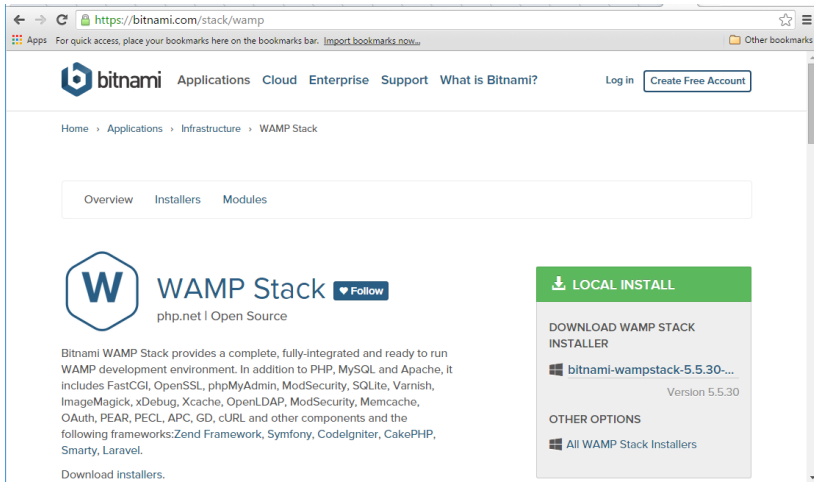 https://bitnami.com/stack/wamp
Apps For quick access, place your bookmarks here on the bookmarks bar. Import bookmarks now... Other bookmarks
bitnami Applications Cloud Enterprise Support What is Bitnami? Log in Create Free Account
Home › Applications › Infrastructure › WAMP Stack
Overview Installers Modules
W
WAMP Stack Follow
php.net | Open Source
Bitnami WAMP Stack provides a complete, fully-integrated and ready to run
WAMP development environment. In addition to PHP, MySQL and Apache, it
includes FastCGI, OpenSSL, phpMyAdmin, ModSecurity, SQLite, Varnish,
ImageMagick, xDebug, Xcache, OpenLDAP, ModSecurity, Memcache,
OAuth, PEAR, PECL, APC, GD, cURL and other components and the
following frameworks:Zend Framework, Symfony, CodeIgniter, CakePHP,
Smarty, Laravel.
Download installers.
LOCAL INSTALL
DOWNLOAD WAMP STACK
INSTALLER
bitnami-wampstack-5.5.30-...
Version 5.5.30
OTHER OPTIONS
All WAMP Stack Installers